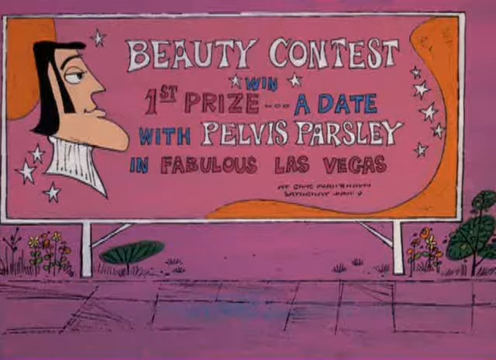 BEAUTY CONTEST
WIN
1ST PRIZE.... A DATE
WITH PELVIS PARSLEY
IN FABULOUS LAS VEGAS